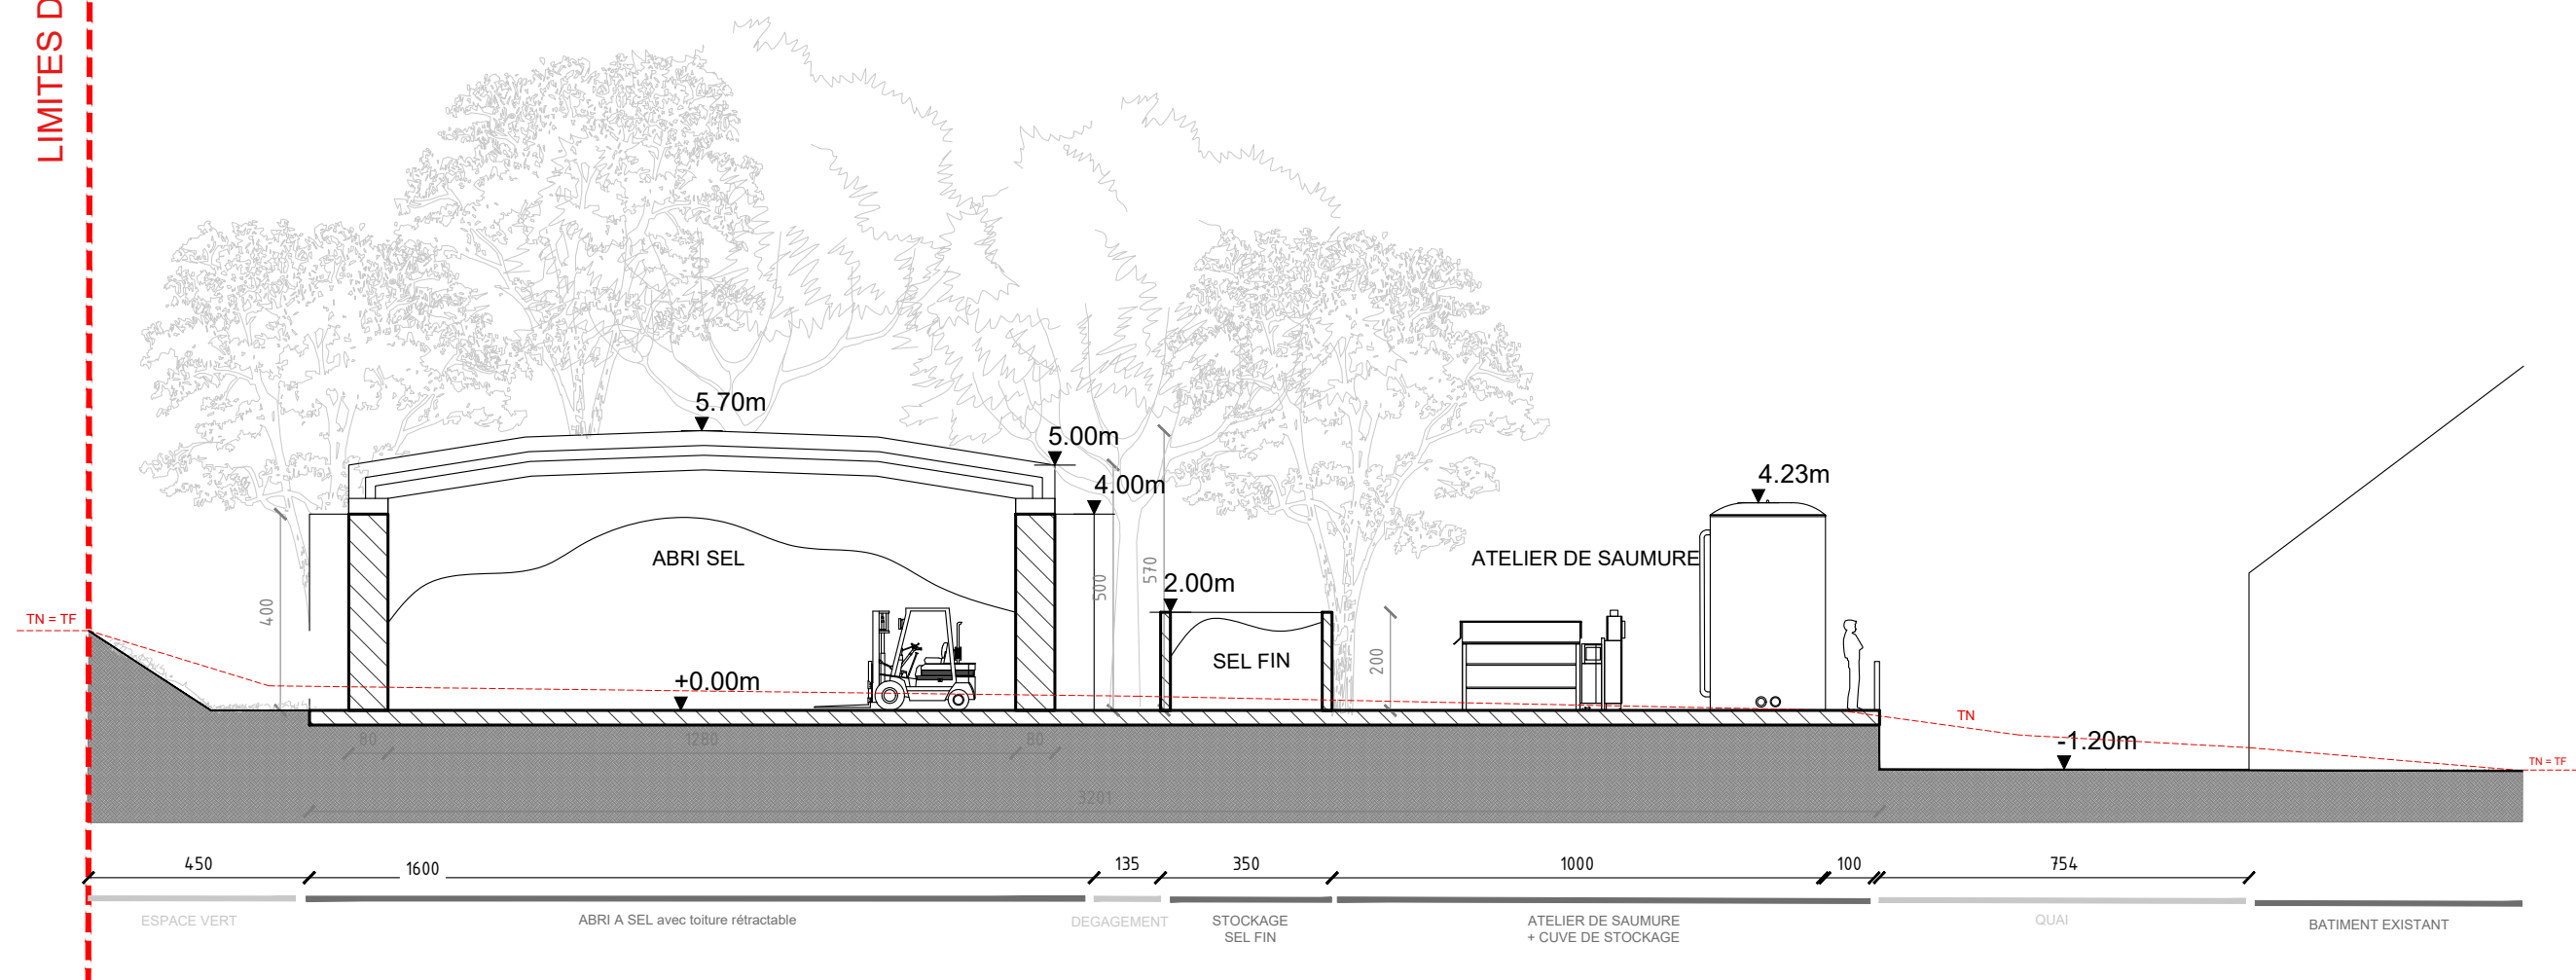 LIMITES D
5.70m
5.00m
4.00m
4.23m
ABRI SEL
ATELIER DE SAUMURE
570
500
2.00m
400
TN = TF
SEL FIN
200
+0.00m
TN
-1.20m
TN = TF
80
1280
80
3201
450
1600
135
350
1000
100
754
ESPACE VERT
ABRI A SEL avec toiture rétractable
DEGAGEMENT
STOCKAGE
SEL FIN
ATELIER DE SAUMURE
+ CUVE DE STOCKAGE
QUAI
BATIMENT EXISTANT